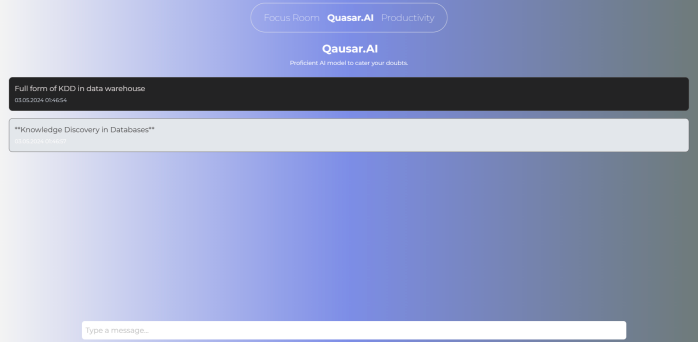 Focus Room Quasar.AI Productivity
Qausar.AI
Proficient AI model to cater your doubts.
Full form of KDD in data warehouse
03.05.2024 01:46:54
**Knowledge Discovery in Databases**
Type a message...